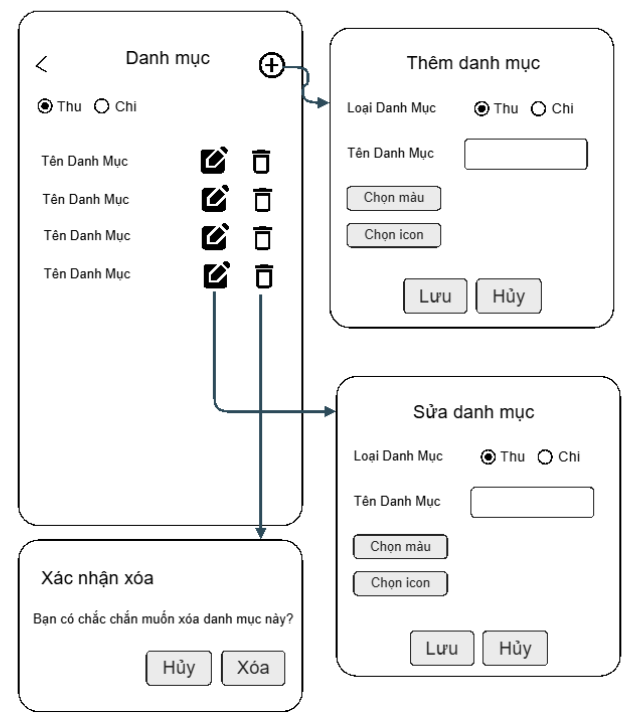 Danh mục
Thu Chi
Tên Danh Mục
Tên Danh Mục
Tên Danh Mục
Tên Danh Mục
Thêm danh mục
Loại Danh Mục Thu Chi
Tên Danh Mục
Chọn màu
Chọn icon
Lưu Hủy
Sửa danh mục
Loại Danh Mục Thu Chi
Tên Danh Mục
Chọn màu
Chọn icon
Lưu Hủy
Xác nhận xóa
Bạn có chắc chắn muốn xóa danh mục này?
Hủy Xóa